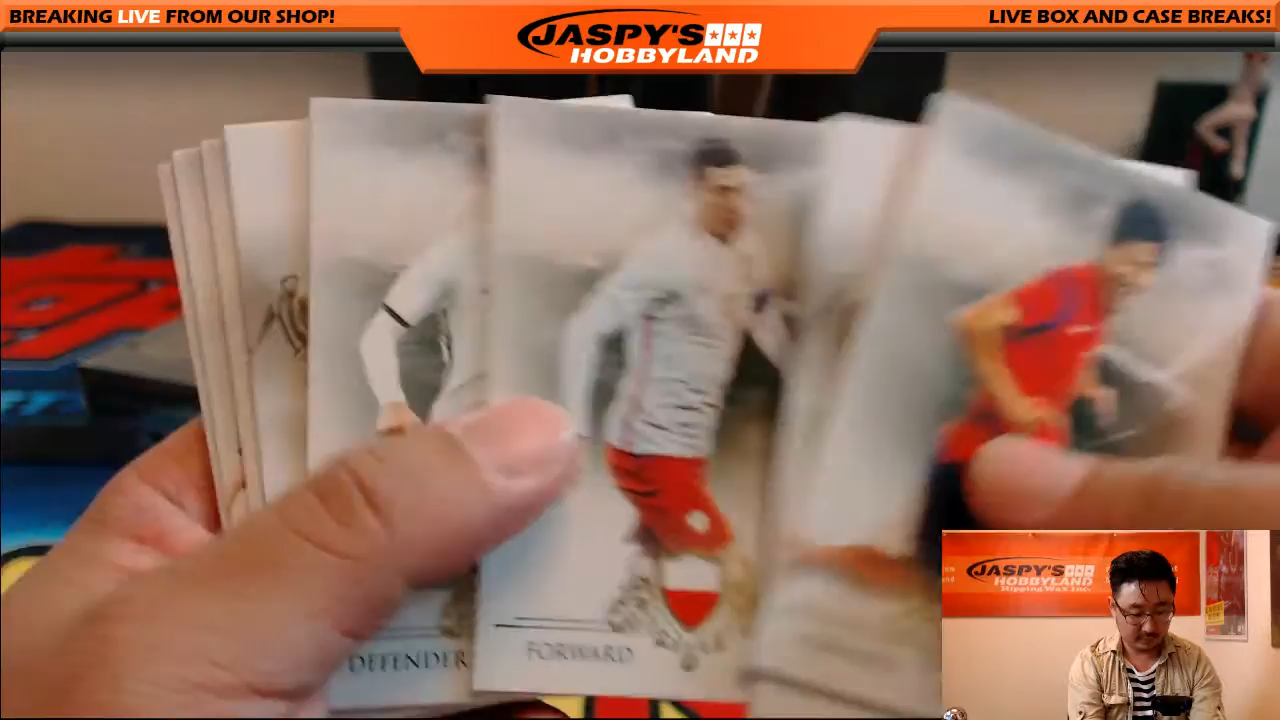 BREAKING LIVE FROM OUR SHOP!
JASPY'S
HOBBYLAND
LIVE BOX AND CASE BREAKS!
DEFENDER
FORWARD
JASPY'S
HOBBYLAND
Ripping Wax Inc.